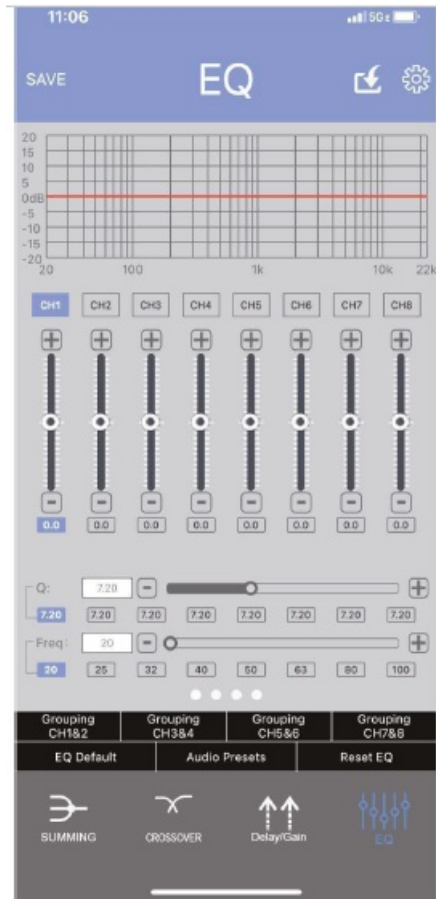 11:06 5G
SAVE EQ
20
15
10
5
0dB
-5
-10
-15
-20
20 100 1k 10k 22k
CH1 CH2 CH3 CH4 CH5 CH6 CH7 CH8
0.0 0.0 0.0 0.0 0.0 0.0 0.0 0.0
Q: 7.20
7.20 7.20 7.20 7.20 7.20 7.20 7.20 7.20
Freq: 20
20 25 32 40 50 63 80 100
Grouping Grouping Grouping Grouping
CH1&2 CH3&4 CH5&6 CH7&8
EQ Default Audio Presets Reset EQ
SUMMING CROSSOVER Delay/Gain EQ